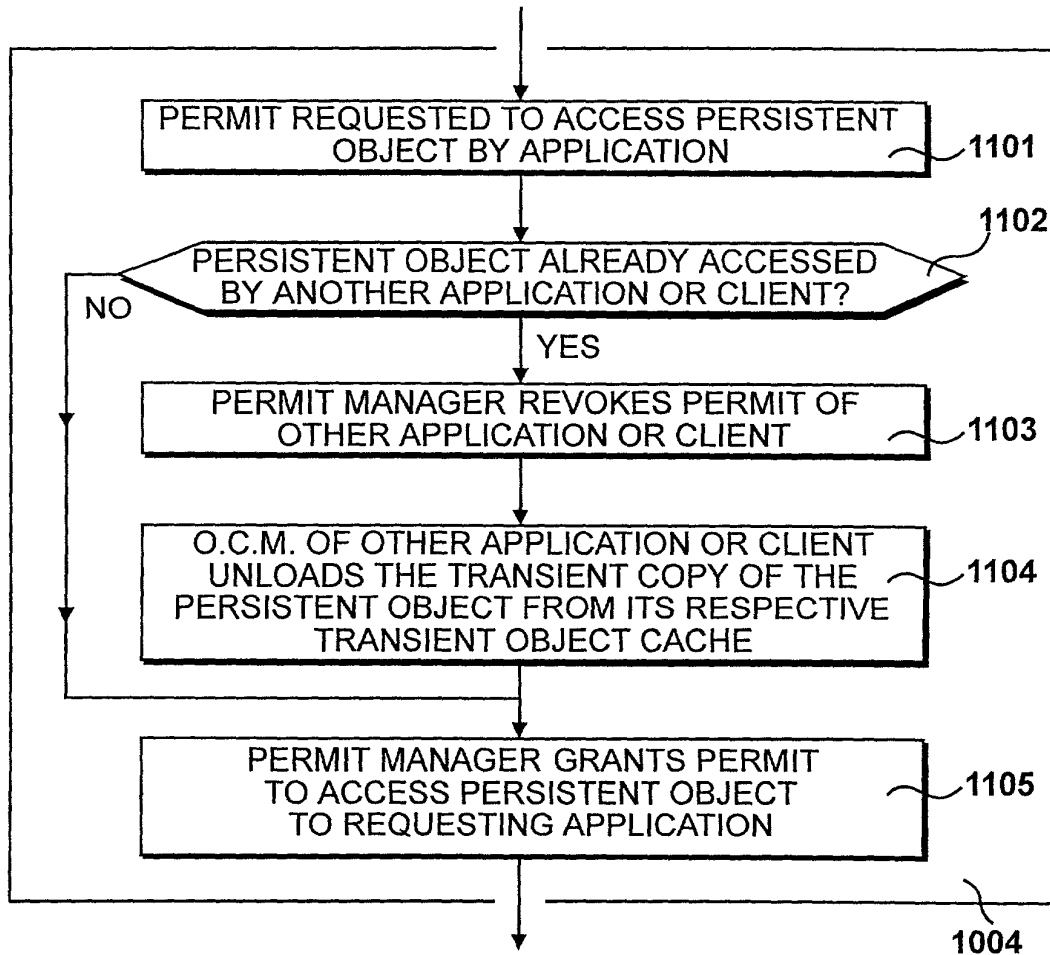 PERMIT REQUESTED TO ACCESS PERSISTENT
OBJECT BY APPLICATION
1101
1102
PERSISTENT OBJECT ALREADY ACCESSED
BY ANOTHER APPLICATION OR CLIENT?
NO
YES
PERMIT MANAGER REVOKES PERMIT OF
OTHER APPLICATION OR CLIENT
1103
O.C.M. OF OTHER APPLICATION OR CLIENT
UNLOADS THE TRANSIENT COPY OF THE
PERSISTENT OBJECT FROM ITS RESPECTIVE
TRANSIENT OBJECT CACHE
1104
PERMIT MANAGER GRANTS PERMIT
TO ACCESS PERSISTENT OBJECT
TO REQUESTING APPLICATION
1105
1004